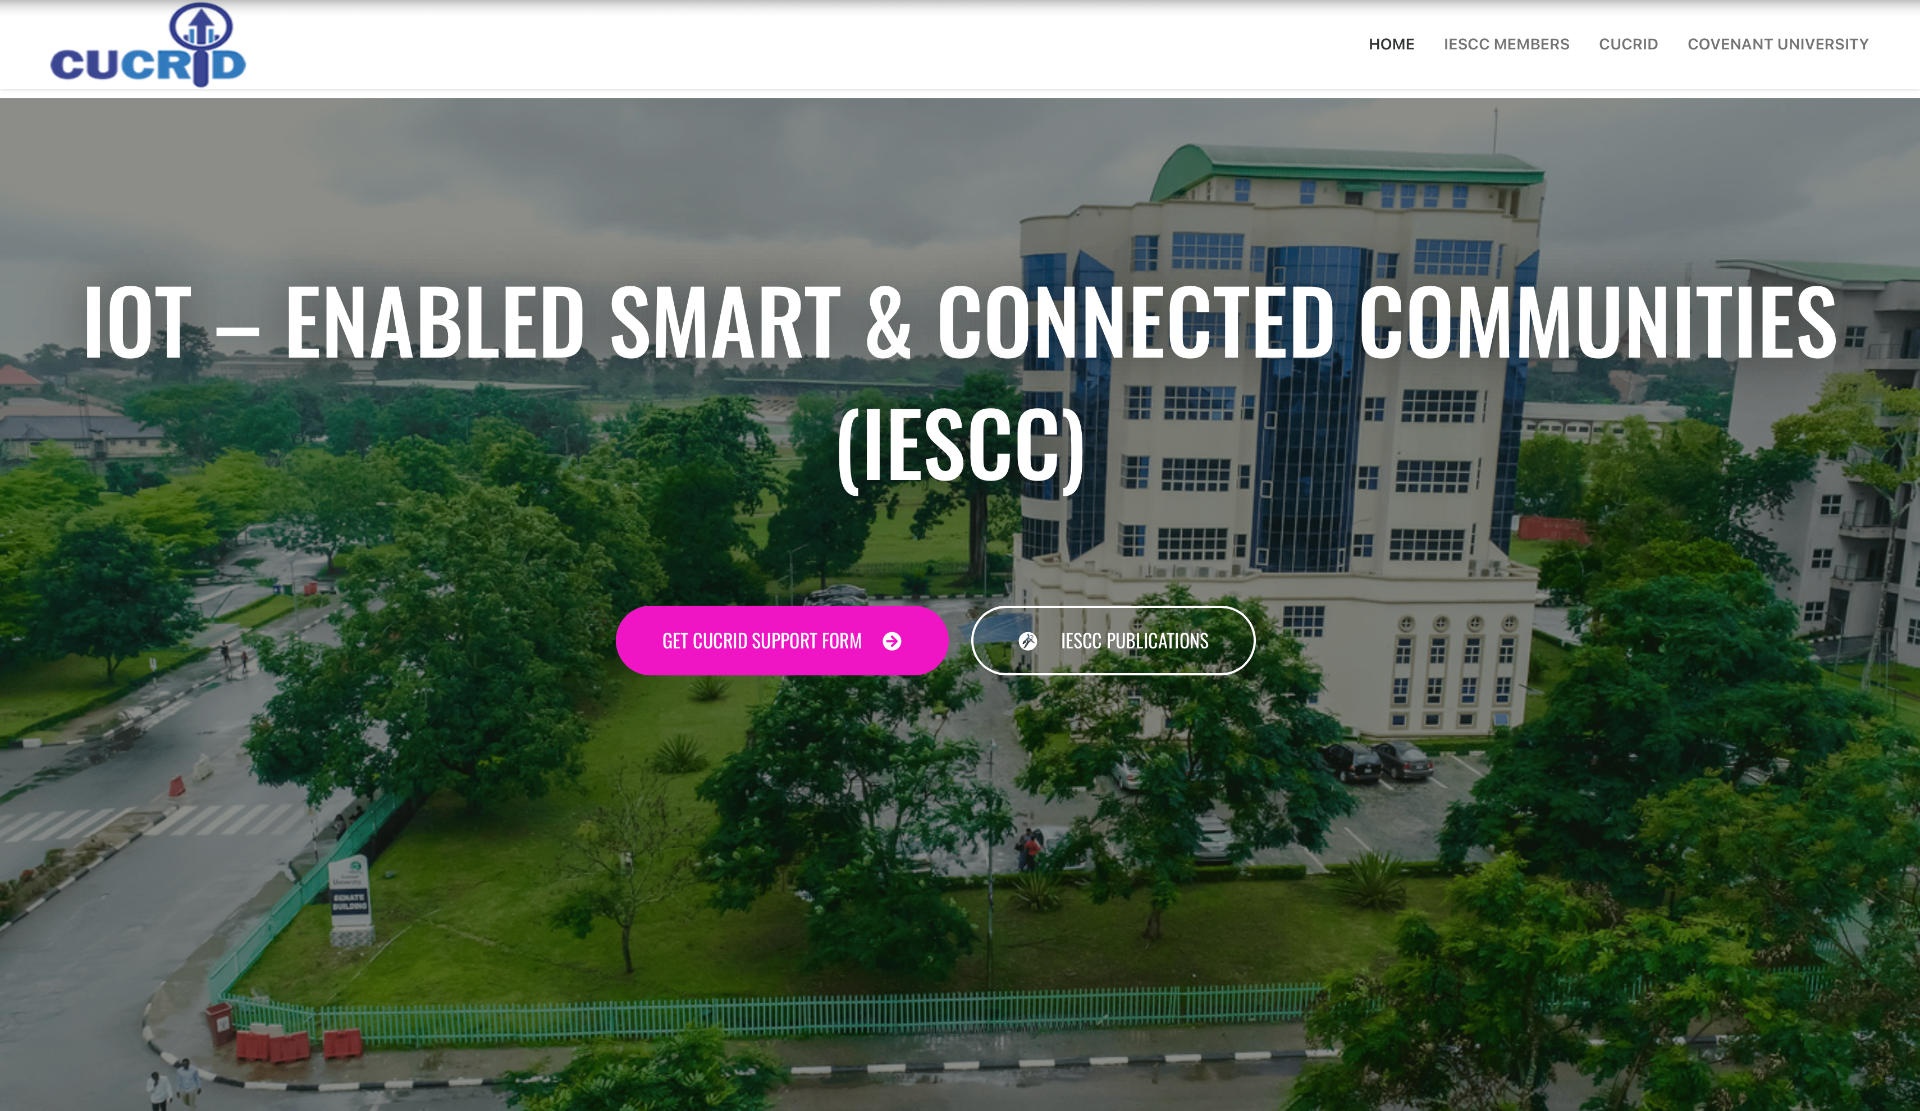 CUCRID
HOME
IESCC MEMBERS
CUCRID
COVENANT UNIVERSITY
IOT – ENABLED SMART & CONNECTED COMMUNITIES
(IESCC)
GET CUCRID SUPPORT FORM
IESCC PUBLICATIONS
University
SENATE
BUILDING